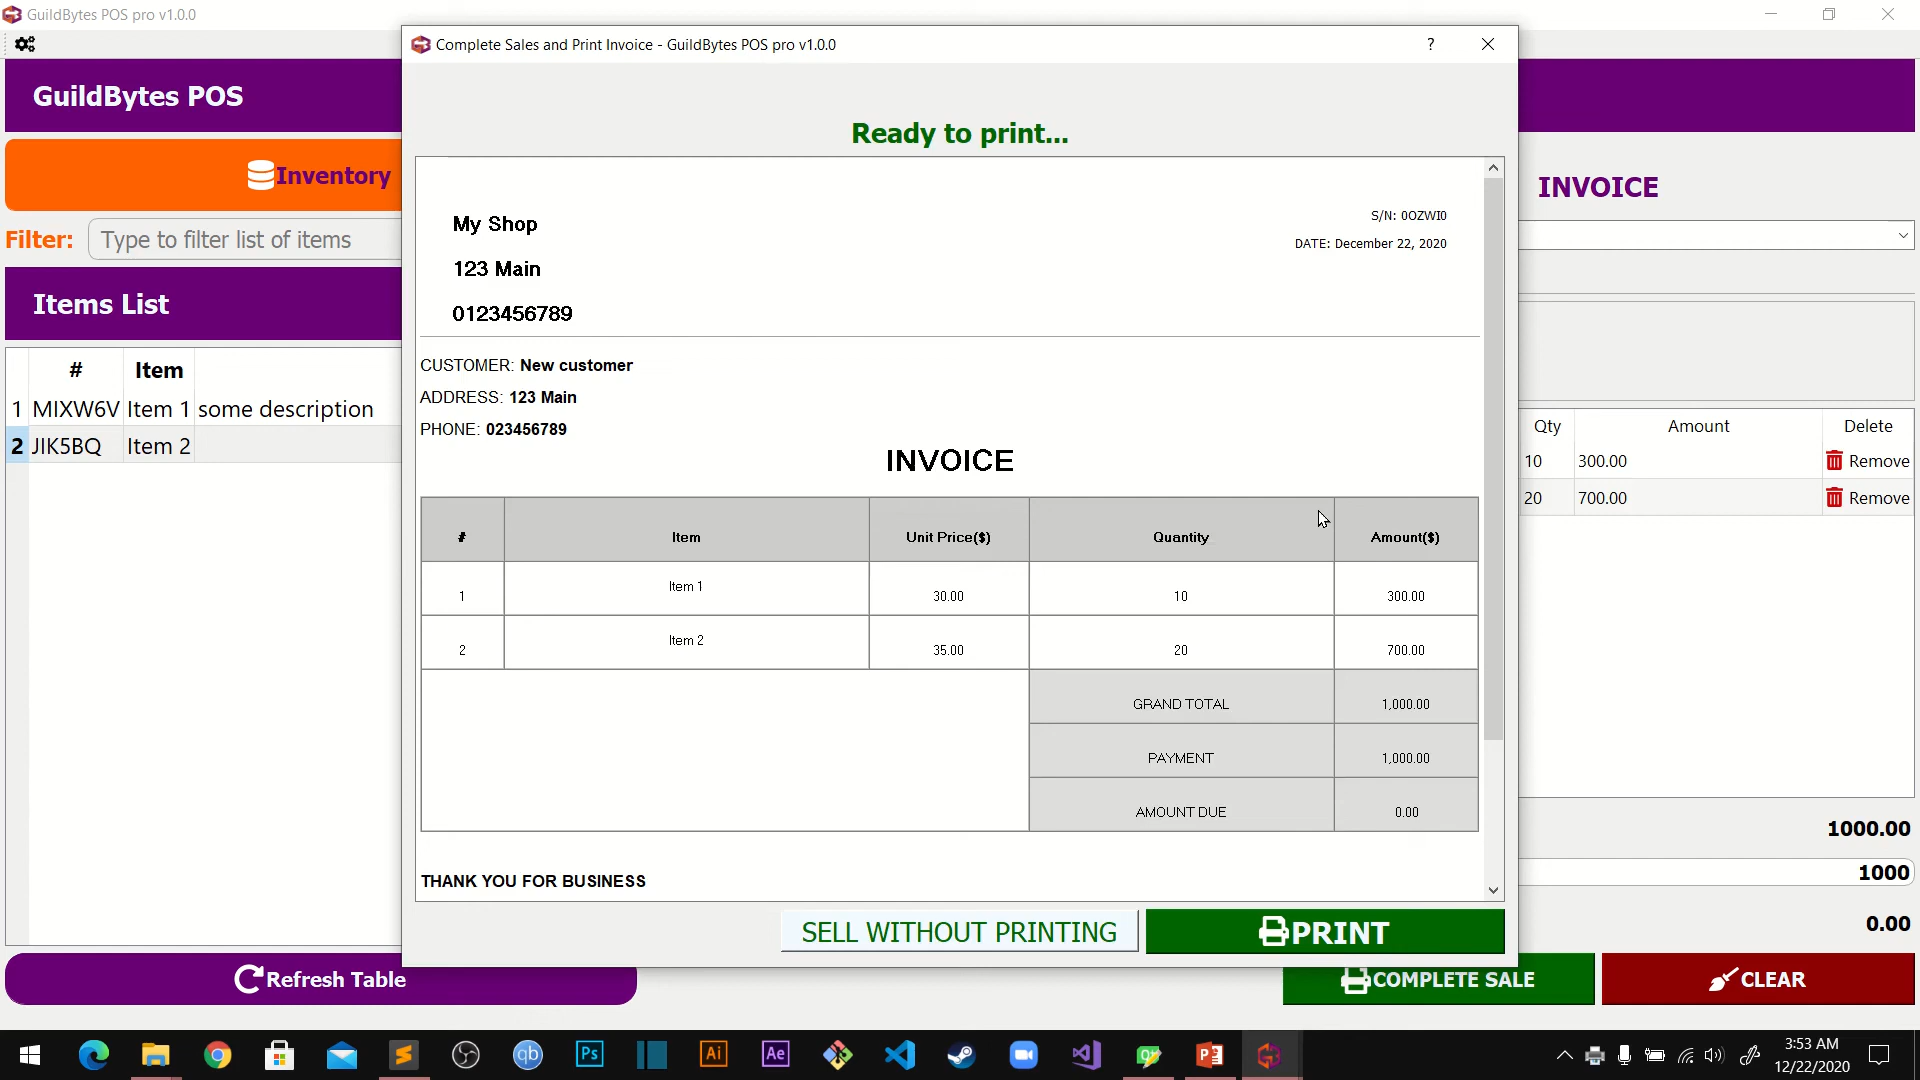 GuildBytes POS pro v1.0.0
Complete Sales and Print Invoice - GuildBytes POS pro v1.0.0
?
GuildBytes POS
Inventory
Filter: Type to filter list of items
Items List
# Item
1 MIXW6V Item 1 some description
2 JIK5BQ Item 2
Refresh Table
Ready to print...
My Shop
123 Main
0123456789
S/N: 0OZWI0
DATE: December 22, 2020
CUSTOMER: New customer
ADDRESS: 123 Main
PHONE: 023456789
INVOICE
# Item Unit Price($) Quantity Amount($)
1 Item 1 30.00 10 300.00
2 Item 2 35.00 20 700.00
GRAND TOTAL 1,000.00
PAYMENT 1,000.00
AMOUNT DUE 0.00
THANK YOU FOR BUSINESS
SELL WITHOUT PRINTING
PRINT
INVOICE
Qty Amount Delete
10 300.00 Remove
20 700.00 Remove
1000.00
1000
0.00
COMPLETE SALE
CLEAR
qb
Ps
Ai
Ae
3:53 AM
12/22/2020